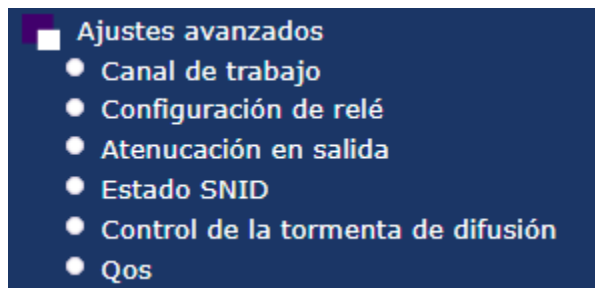 Ajustes avanzados
Canal de trabajo
Configuración de relé
Atenucación en salida
Estado SNID
Control de la tormenta de difusión
Qos